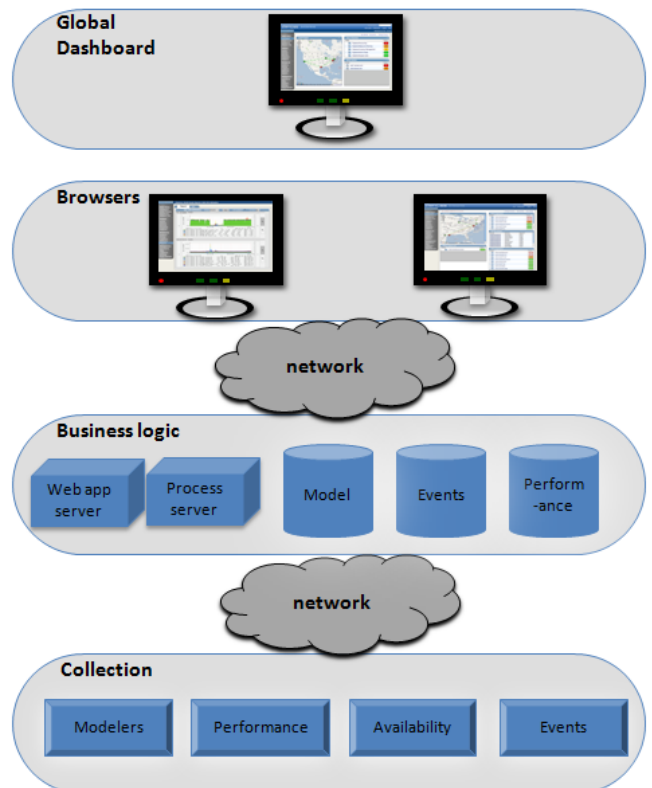 Global
Dashboard
Browsers
network
Business logic
Web app
server
Process
server
Model
Events
Perform
-ance
network
Collection
Modelers
Performance
Availability
Events